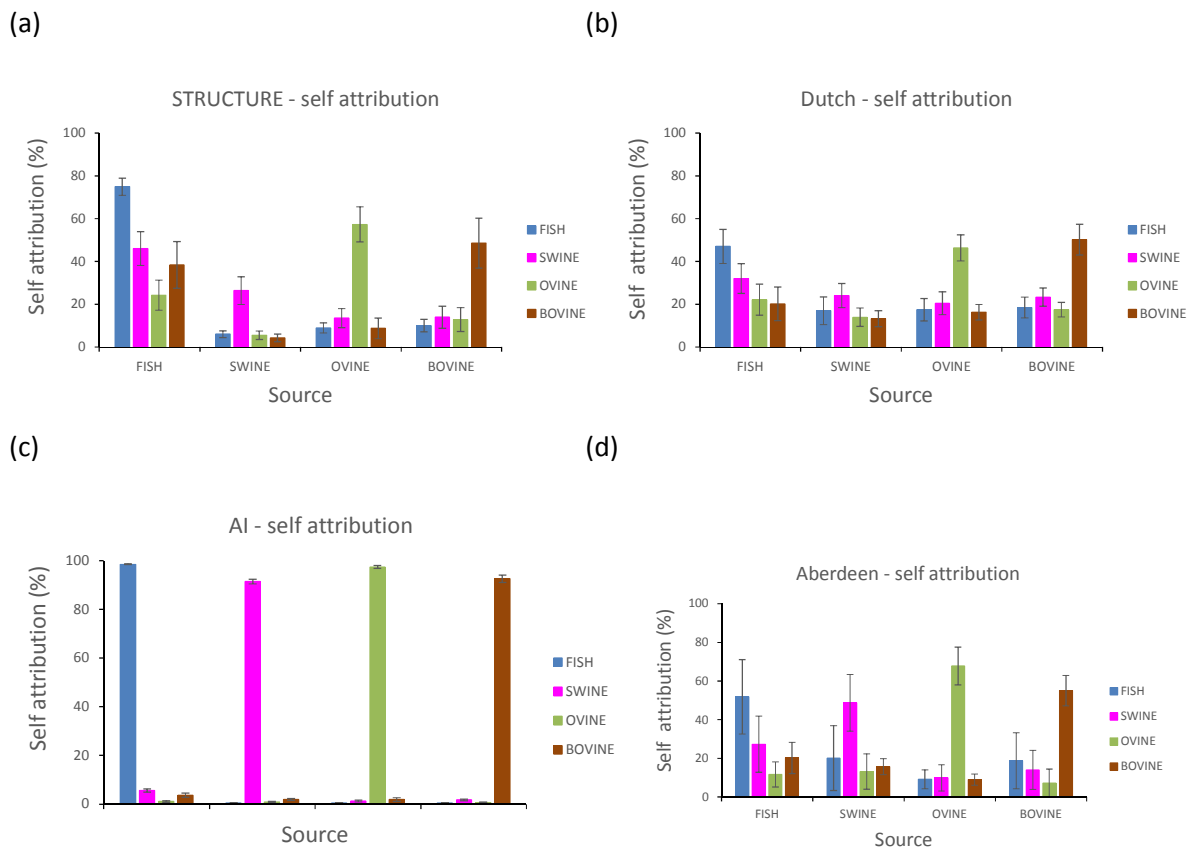 (a)
STRUCTURE - self attribution
Self attribution (%)
100
80
60
40
20
0
FISH SWINE OVINE BOVINE
Source
FISH
SWINE
OVINE
BOVINE
(b)
Dutch - self attribution
Self attribution (%)
100
80
60
40
20
0
FISH SWINE OVINE BOVINE
Source
FISH
SWINE
OVINE
BOVINE
(c)
AI - self attribution
Self attribution (%)
100
80
60
40
20
0
Source
FISH
SWINE
OVINE
BOVINE
(d)
Aberdeen - self attribution
Self attribution (%)
100
80
60
40
20
0
FISH SWINE OVINE BOVINE
Source
FISH
SWINE
OVINE
BOVINE